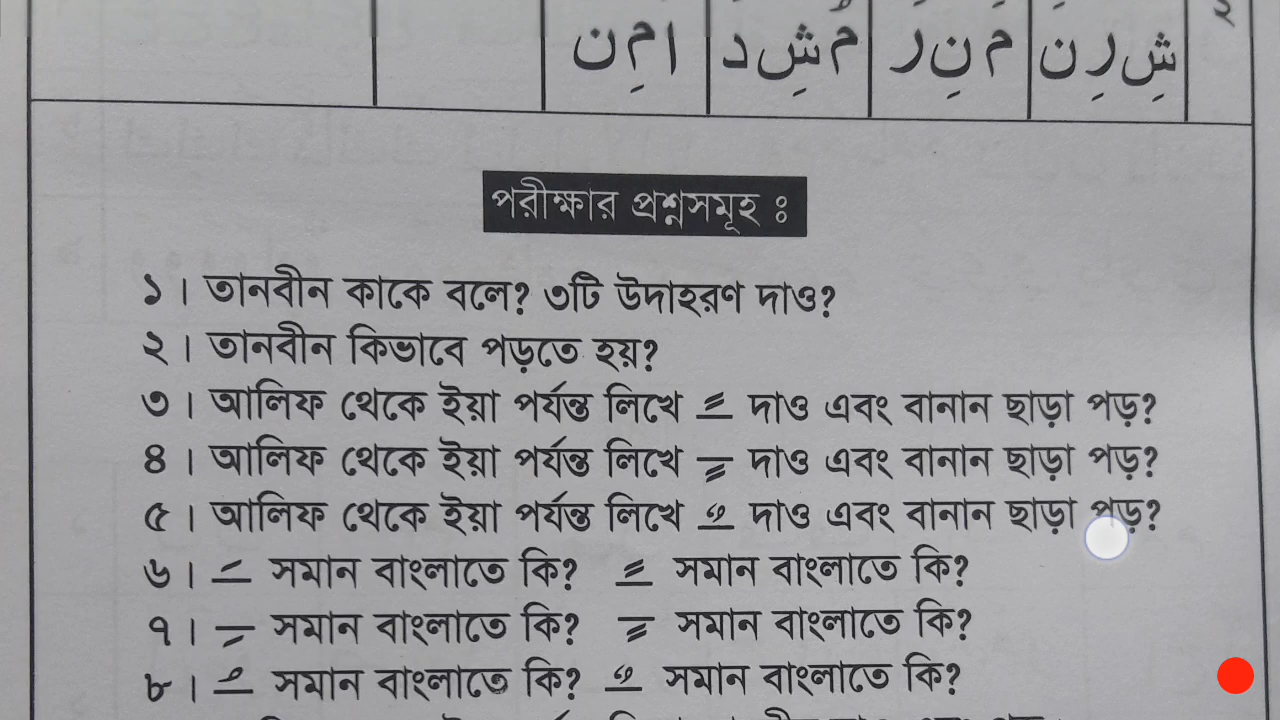 شِ رِ نَ مَ نِ رَ مُ شِ دَ اَ مِ نَ
পরীক্ষার প্রশ্নসমূহ ঃ
১। তানবীন কাকে বলে? ৩টি উদাহরণ দাও?
২। তানবীন কিভাবে পড়তে হয়?
৩। আলিফ থেকে ইয়া পর্যন্ত লিখে ـً দাও এবং বানান ছাড়া পড়?
৪। আলিফ থেকে ইয়া পর্যন্ত লিখে ـٍ দাও এবং বানান ছাড়া পড়?
৫। আলিফ থেকে ইয়া পর্যন্ত লিখে ـٌ দাও এবং বানান ছাড়া পড়?
৬। ـَ সমান বাংলাতে কি? ـً সমান বাংলাতে কি?
৭। ـِ সমান বাংলাতে কি? ـٍ সমান বাংলাতে কি?
৮। ـُ সমান বাংলাতে কি? ـٌ সমান বাংলাতে কি?